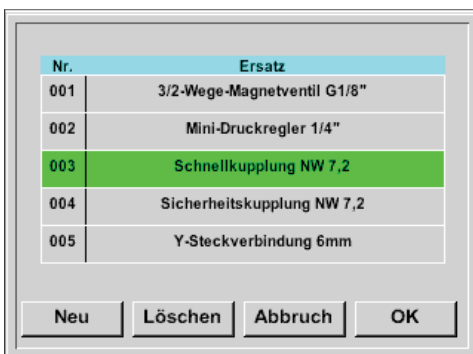 Nr. Ersatz
001 3/2-Wege-Magnetventil G1/8"
002 Mini-Druckregler 1/4"
003 Schnellkupplung NW 7,2
004 Sicherheitskupplung NW 7,2
005 Y-Steckverbindung 6mm
Neu Löschen Abbruch OK